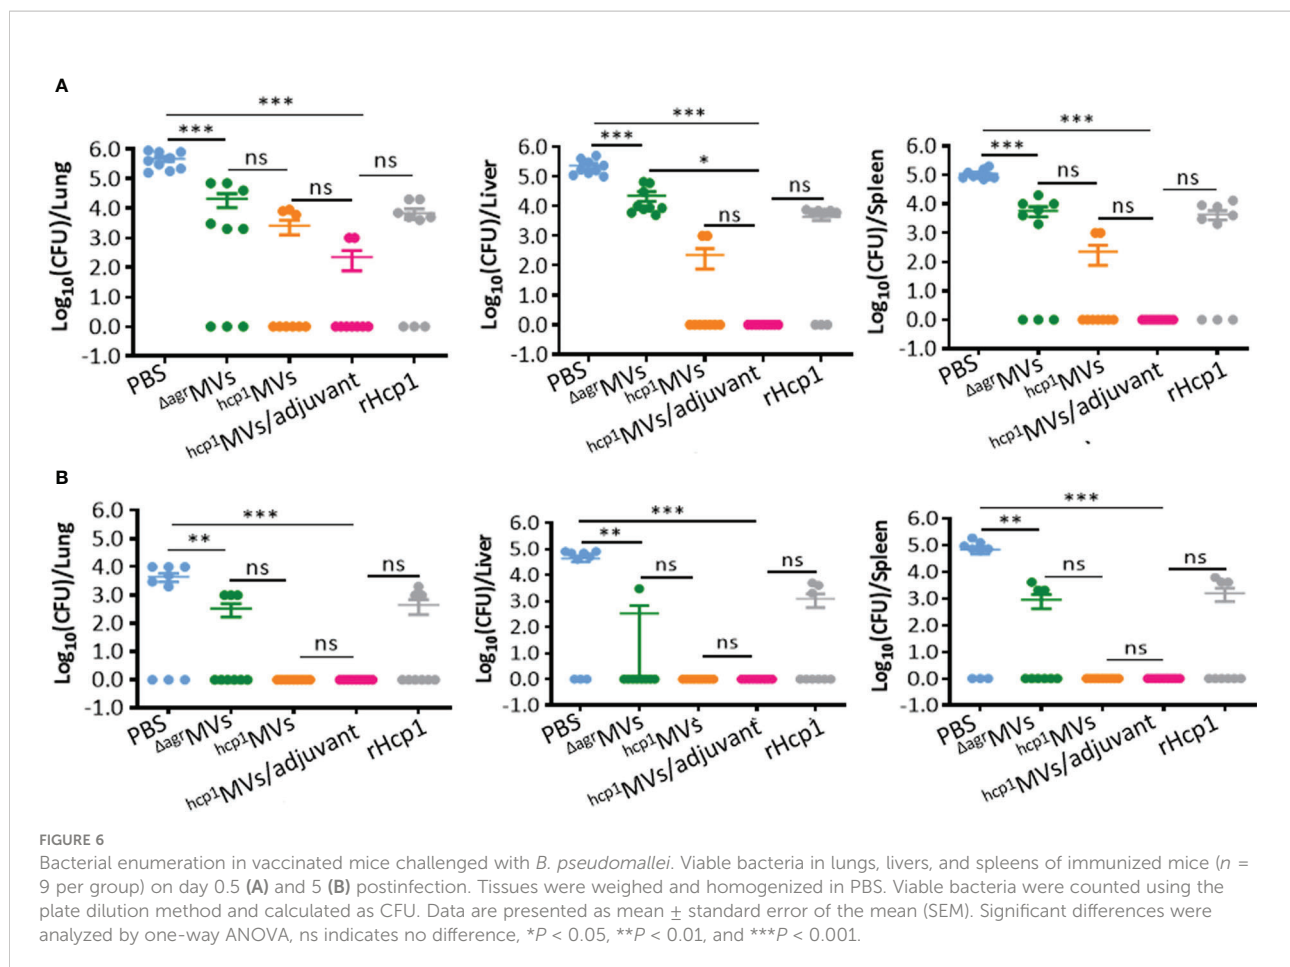 A
***
***
ns
ns
ns
Log10(CFU)/Lung
6.0
5.0
4.0
3.0
2.0
1.0
0.0
-1.0
PBS
ΔagrMVs
hcp1MVs
hcp1MVs/adjuvant
rHcp1
***
***
*
ns
ns
Log10(CFU)/Liver
6.0
5.0
4.0
3.0
2.0
1.0
0.0
-1.0
PBS
ΔagrMVs
hcp1MVs
hcp1MVs/adjuvant
rHcp1
***
***
ns
ns
ns
Log10(CFU)/Spleen
6.0
5.0
4.0
3.0
2.0
1.0
0.0
-1.0
PBS
ΔagrMVs
hcp1MVs
hcp1MVs/adjuvant
rHcp1
B
***
**
ns
ns
ns
Log10(CFU)/Lung
6.0
5.0
4.0
3.0
2.0
1.0
0.0
-1.0
PBS
ΔagrMVs
hcp1MVs
hcp1MVs/adjuvant
rHcp1
***
**
ns
ns
ns
Log10(CFU)/Liver
6.0
5.0
4.0
3.0
2.0
1.0
0.0
-1.0
PBS
ΔagrMVs
hcp1MVs
hcp1MVs/adjuvant
rHcp1
***
**
ns
ns
ns
Log10(CFU)/Spleen
6.0
5.0
4.0
3.0
2.0
1.0
0.0
-1.0
PBS
ΔagrMVs
hcp1MVs
hcp1MVs/adjuvant
rHcp1
FIGURE 6
Bacterial enumeration in vaccinated mice challenged with B. pseudomallei. Viable bacteria in lungs, livers, and spleens of immunized mice (n =
9 per group) on day 0.5 (A) and 5 (B) postinfection. Tissues were weighed and homogenized in PBS. Viable bacteria were counted using the
plate dilution method and calculated as CFU. Data are presented as mean ± standard error of the mean (SEM). Significant differences were
analyzed by one-way ANOVA, ns indicates no difference, *P < 0.05, **P < 0.01, and ***P < 0.001.